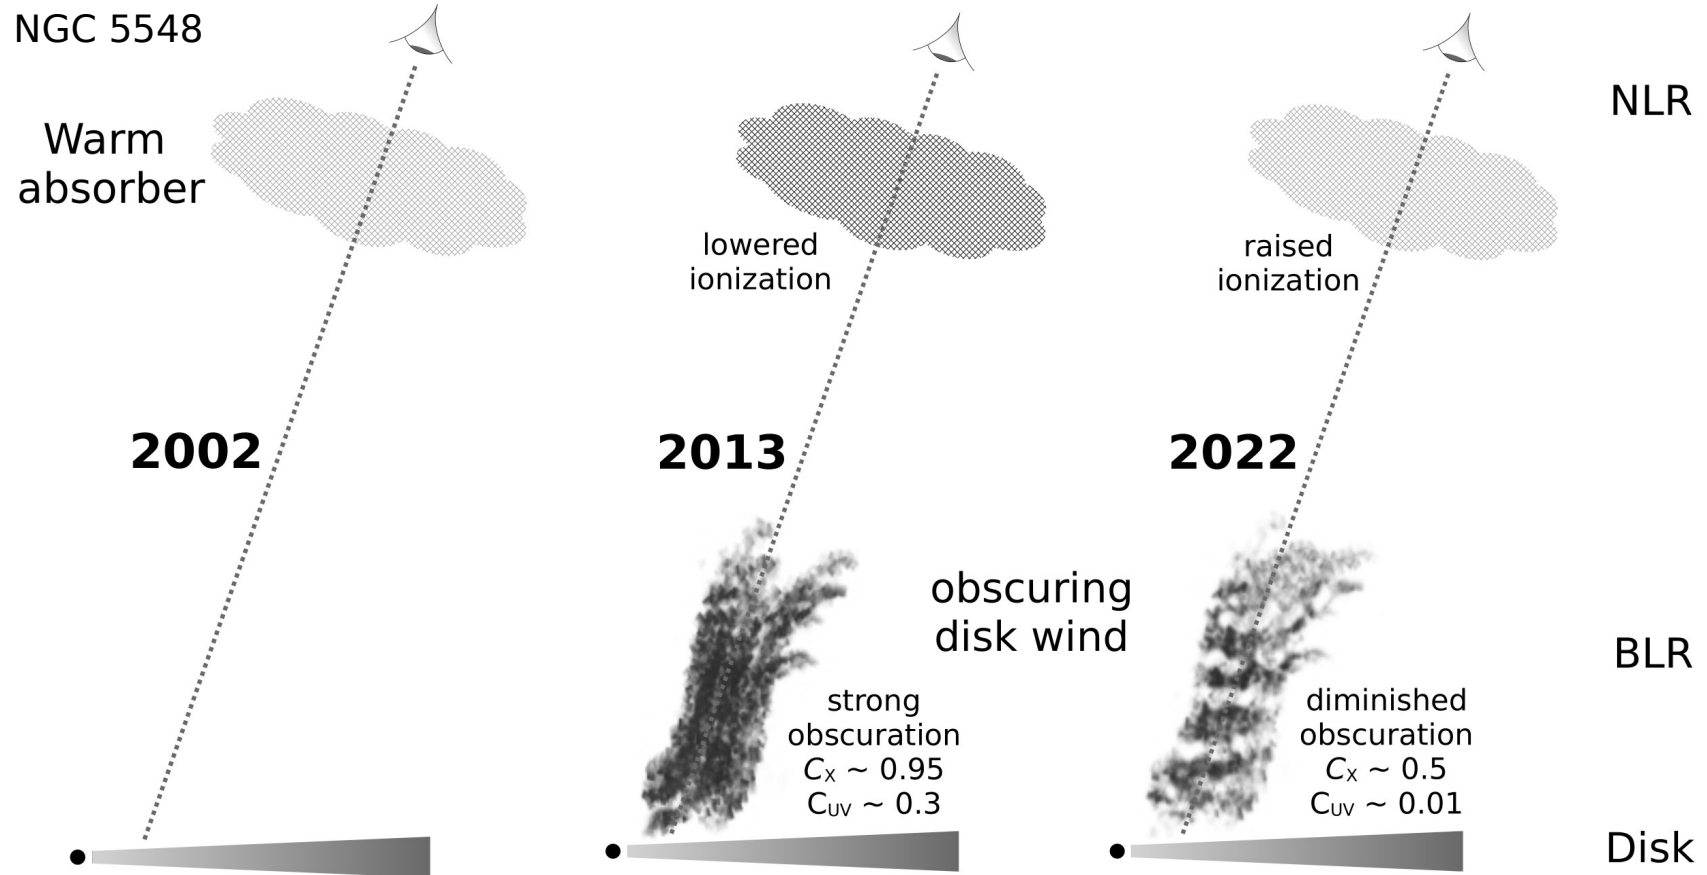 NGC 5548
NLR
Warm
absorber
lowered
ionization
raised
ionization
2002
2013
2022
obscuring
disk wind
BLR
strong
obscuration
Cx ~ 0.95
CUV ~ 0.3
diminished
obscuration
Cx ~ 0.5
CUV ~ 0.01
Disk